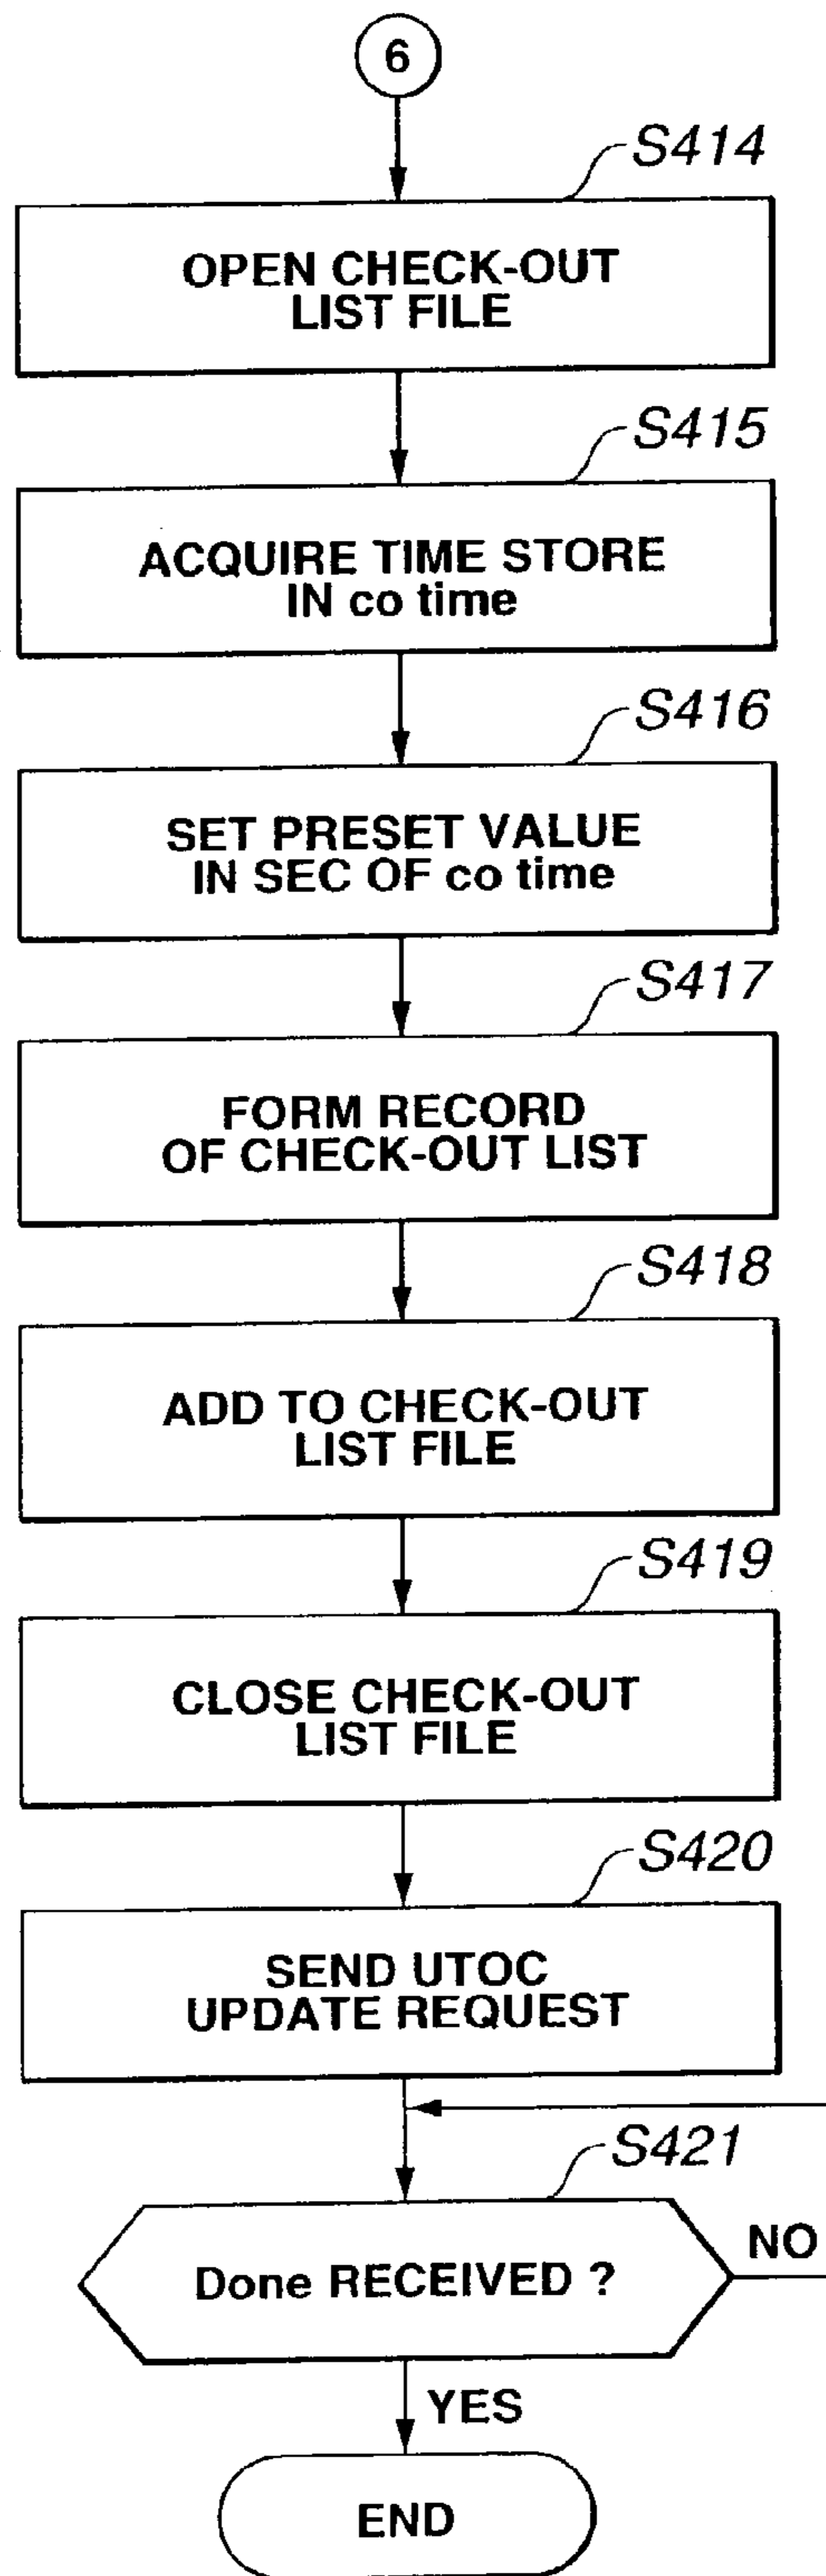 6
S414
OPEN CHECK-OUT
LIST FILE
S415
ACQUIRE TIME STORE
IN co time
S416
SET PRESET VALUE
IN SEC OF co time
S417
FORM RECORD
OF CHECK-OUT LIST
S418
ADD TO CHECK-OUT
LIST FILE
S419
CLOSE CHECK-OUT
LIST FILE
S420
SEND UTOC
UPDATE REQUEST
S421
Done RECEIVED ?
NO
YES
END